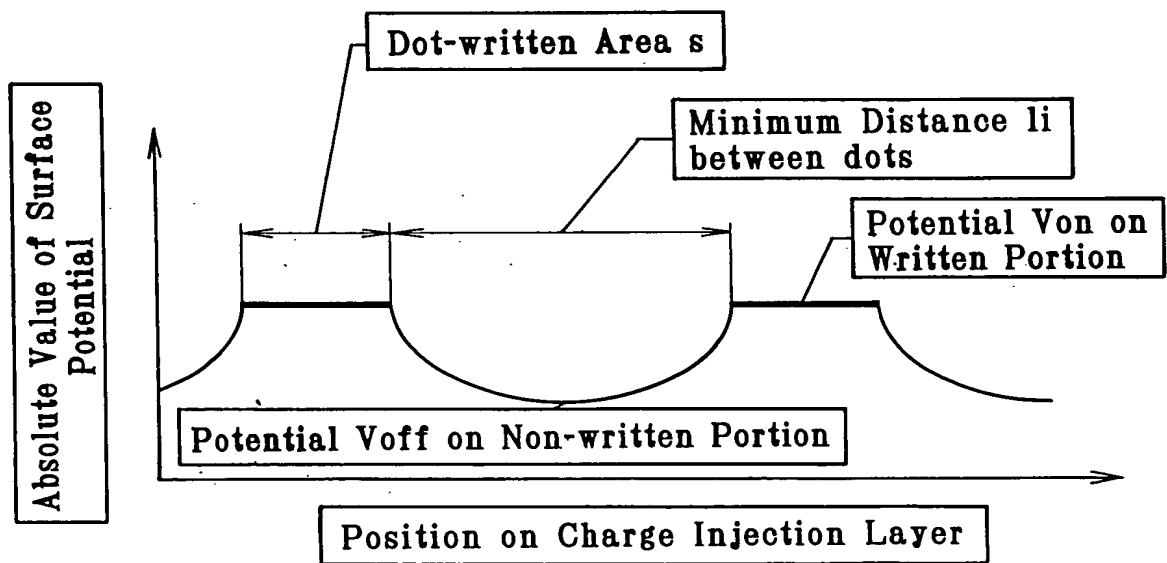 Dot-written Area s
Minimum Distance li
between dots
Potential Von on
Written Portion
Absolute Value of Surface
Potential
Potential Voff on Non-written Portion
Position on Charge Injection Layer